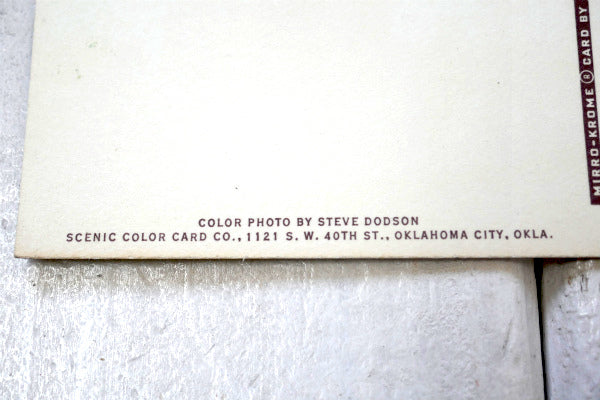 COLOR PHOTO BY STEVE DODSON
SCENIC COLOR CARD CO., 1121 S. W. 40TH ST., OKLAHOMA CITY, OKLA.
MIRRO-KROME ® CARD BY